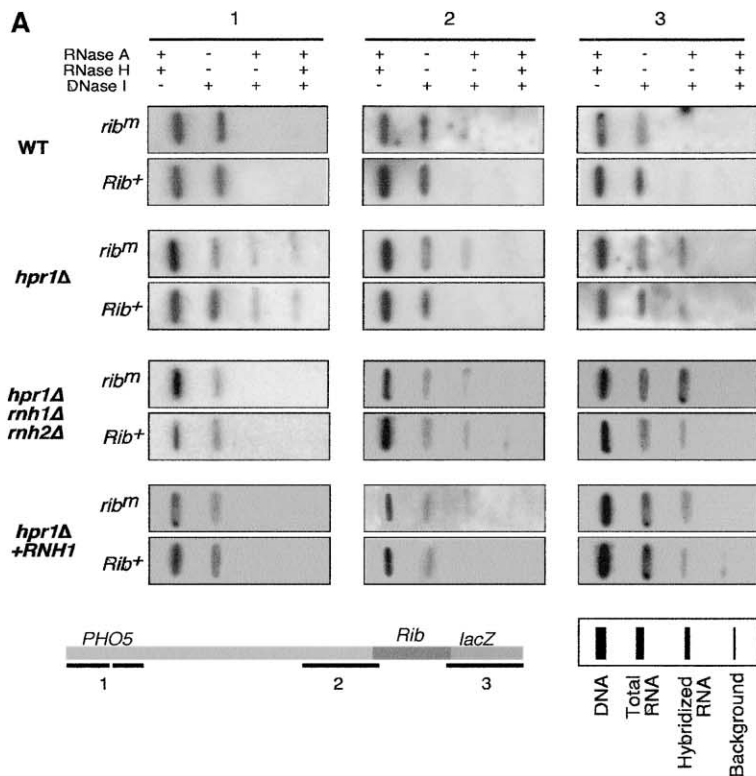 A
1 2 3
RNase A + - + + + - + + + - + +
RNase H + - - + + - - + + - - +
DNase I - + + + - + + + - + + +
WT
rib^m
Rib^+
hpr1Δ
rib^m
Rib^+
hpr1Δ
rnh1Δ
rnh2Δ
rib^m
Rib^+
hpr1Δ
+RNH1
rib^m
Rib^+
PHO5 Rib lacZ
1 2 3
DNA
Total RNA
Hybridized RNA
Background